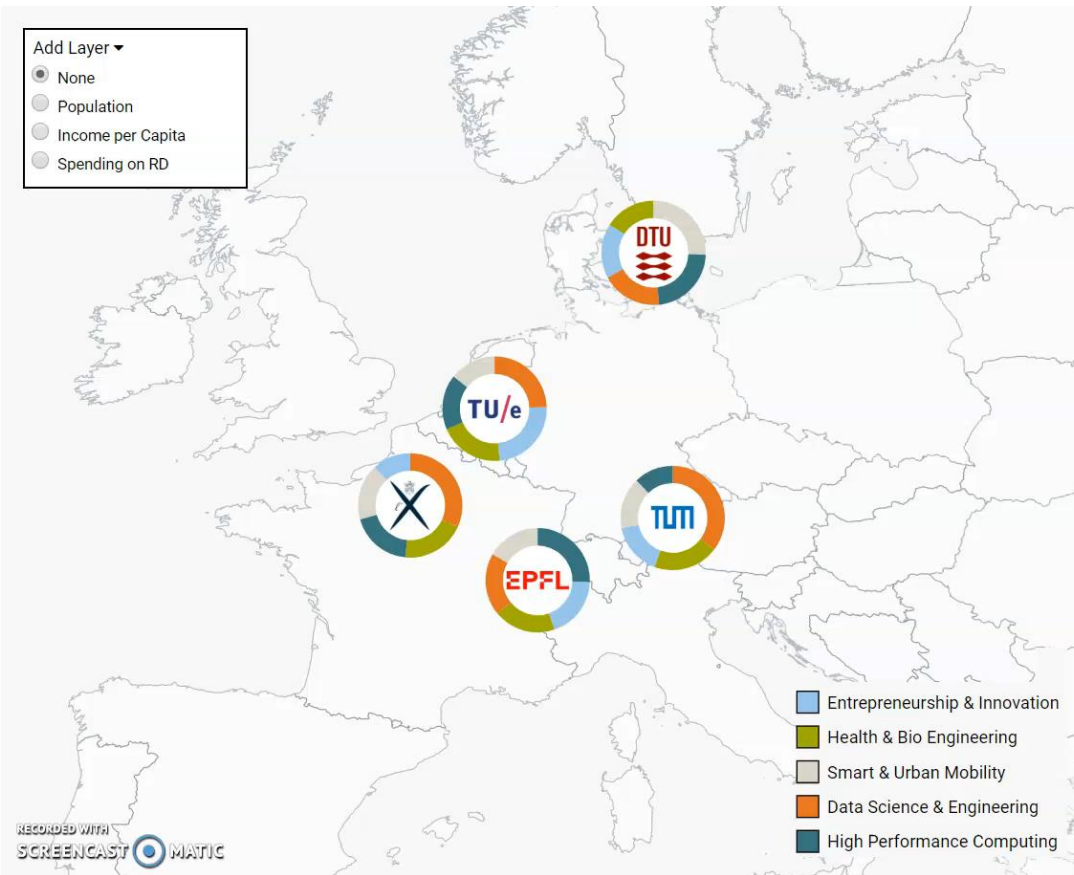 Add Layer
None
Population
Income per Capita
Spending on RD
DTU
TU/e
X
TUM
EPFL
Entrepreneurship & Innovation
Health & Bio Engineering
Smart & Urban Mobility
Data Science & Engineering
High Performance Computing
RECORDED WITH
SCREENCAST MATIC